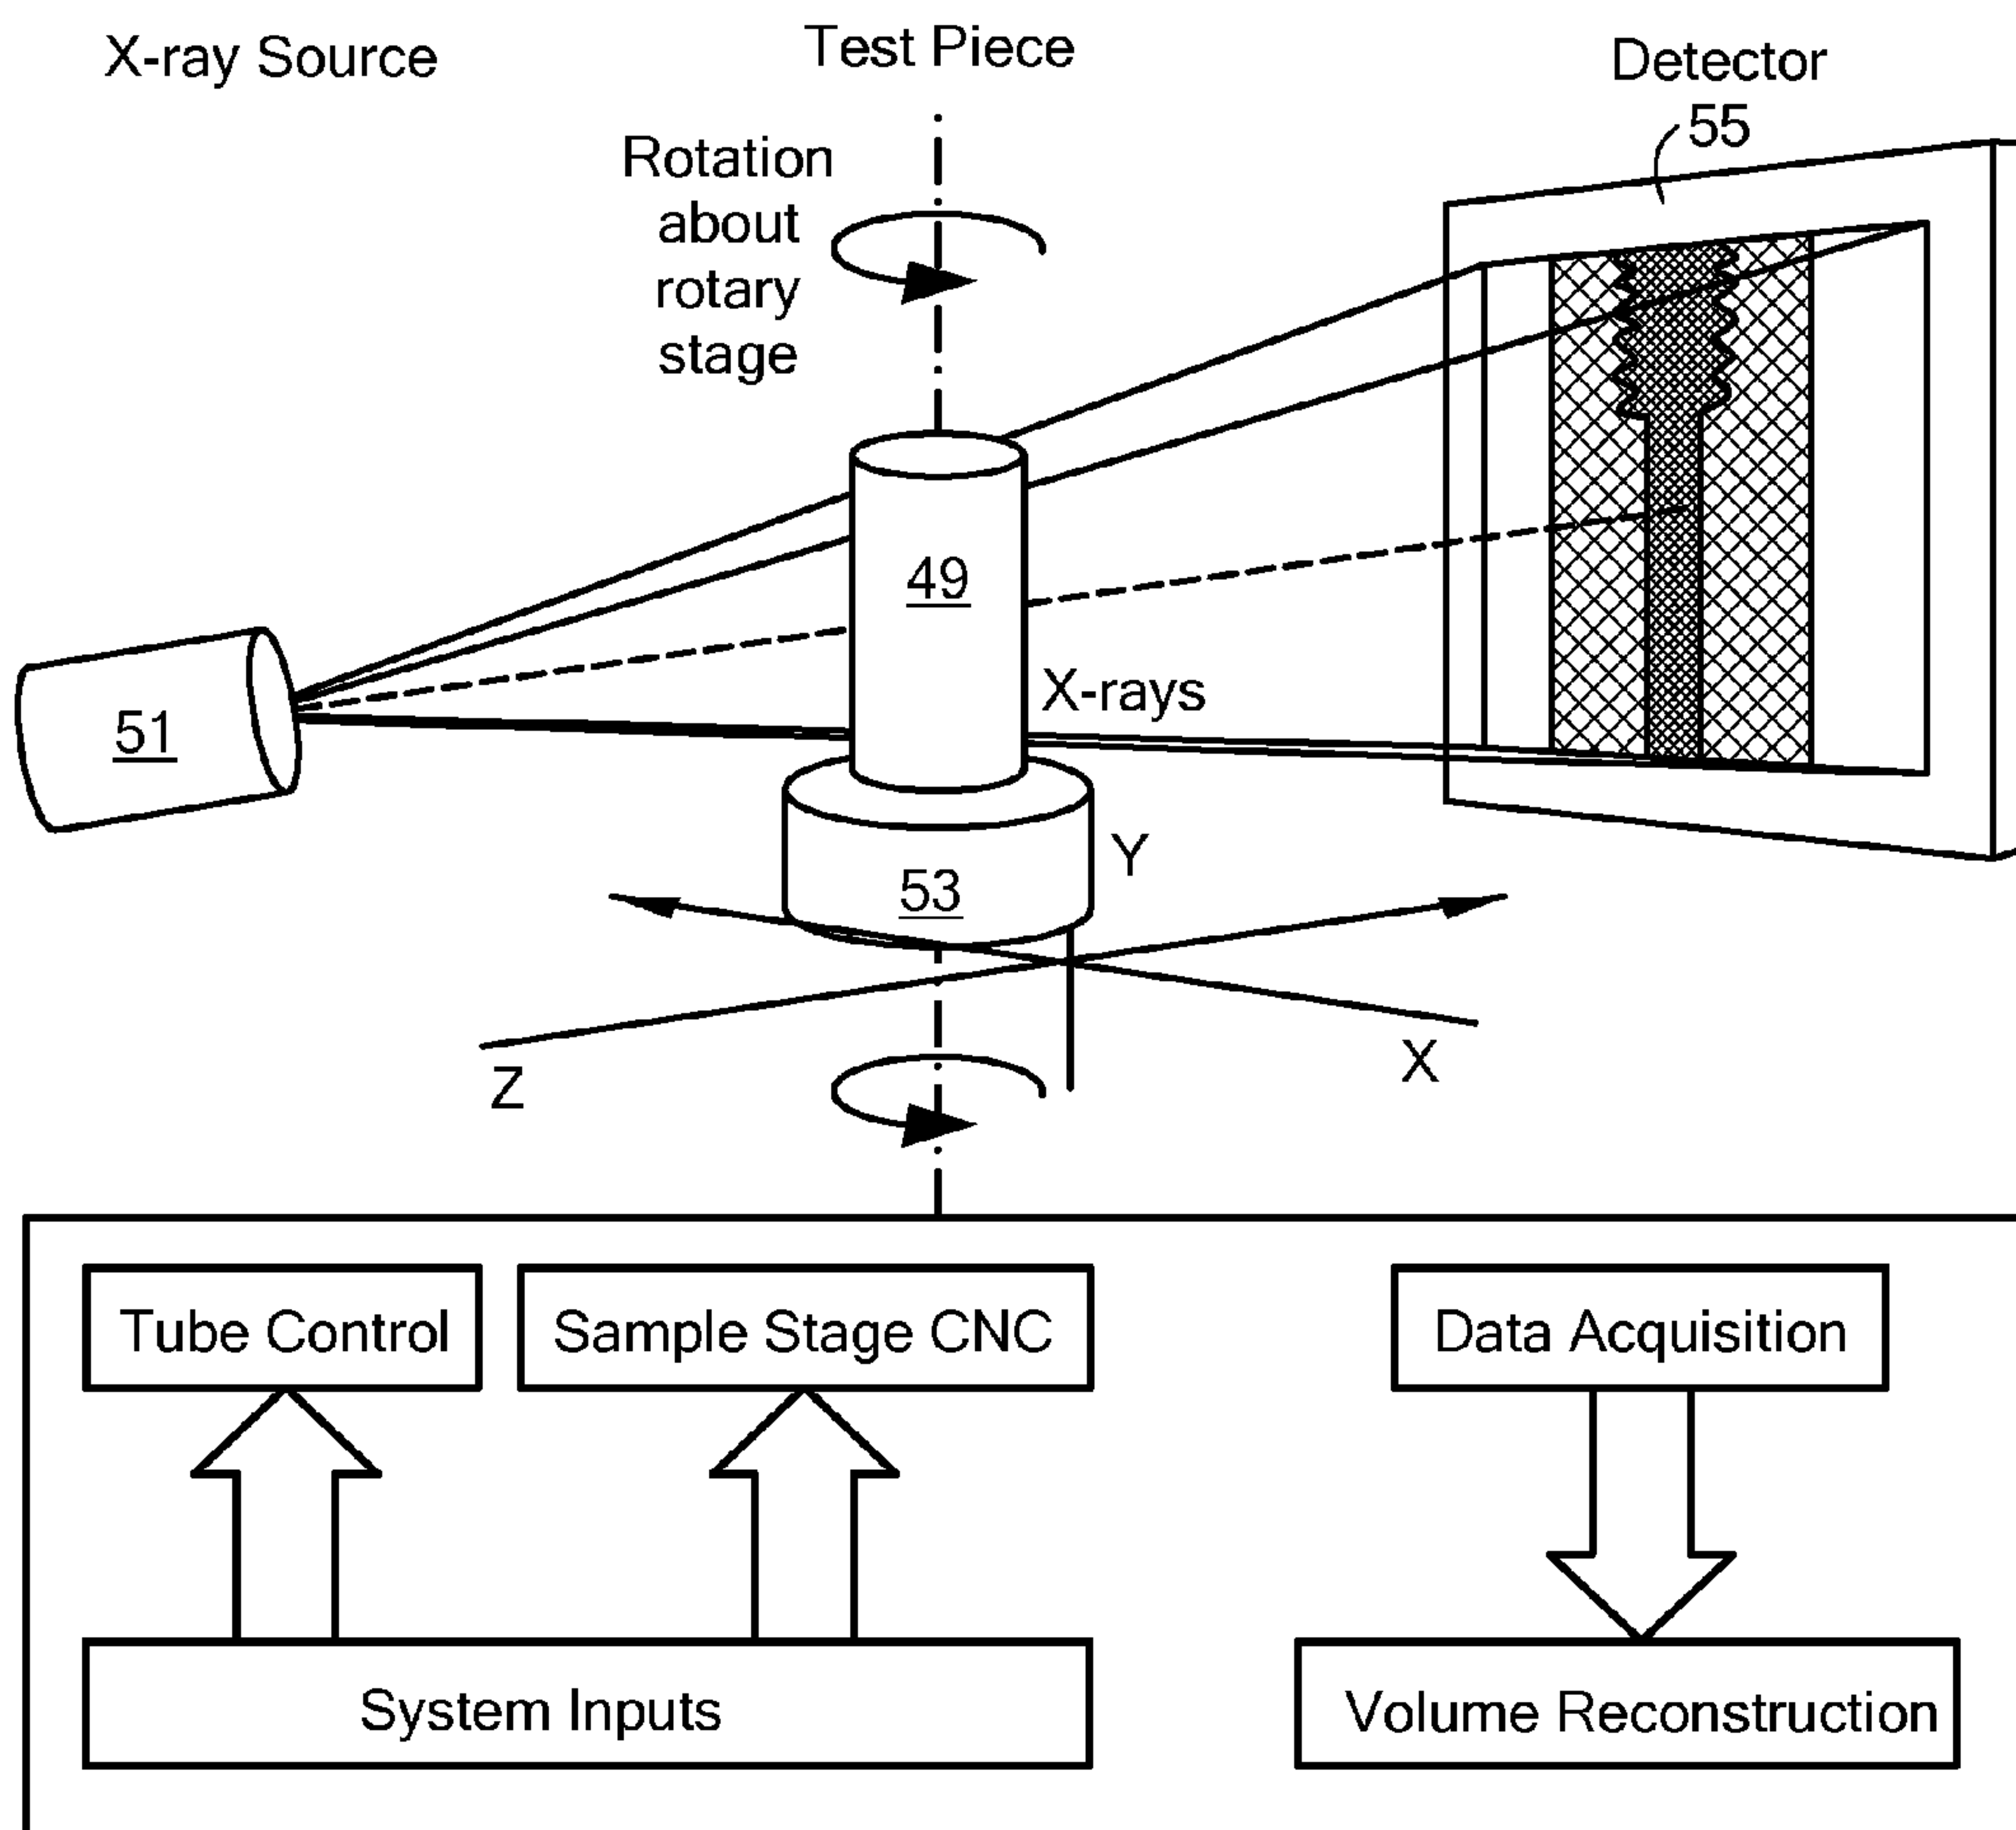 X-ray Source
Test Piece
Detector
55
Rotation
about
rotary
stage
49
51
X-rays
53
Y
Z
X
Tube Control
Sample Stage CNC
Data Acquisition
System Inputs
Volume Reconstruction